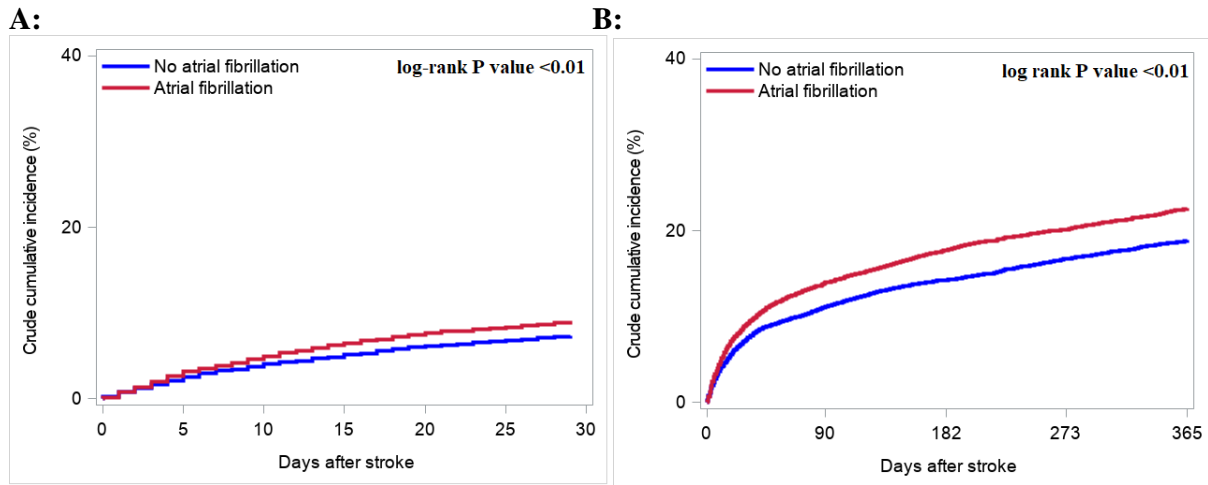 A:
40
No atrial fibrillation
Atrial fibrillation
log-rank P value <0.01
Crude cumulative incidence (%)
20
0
0 5 10 15 20 25 30
Days after stroke
B:
40
No atrial fibrillation
Atrial fibrillation
log rank P value <0.01
Crude cumulative incidence (%)
20
0
0 90 182 273 365
Days after stroke